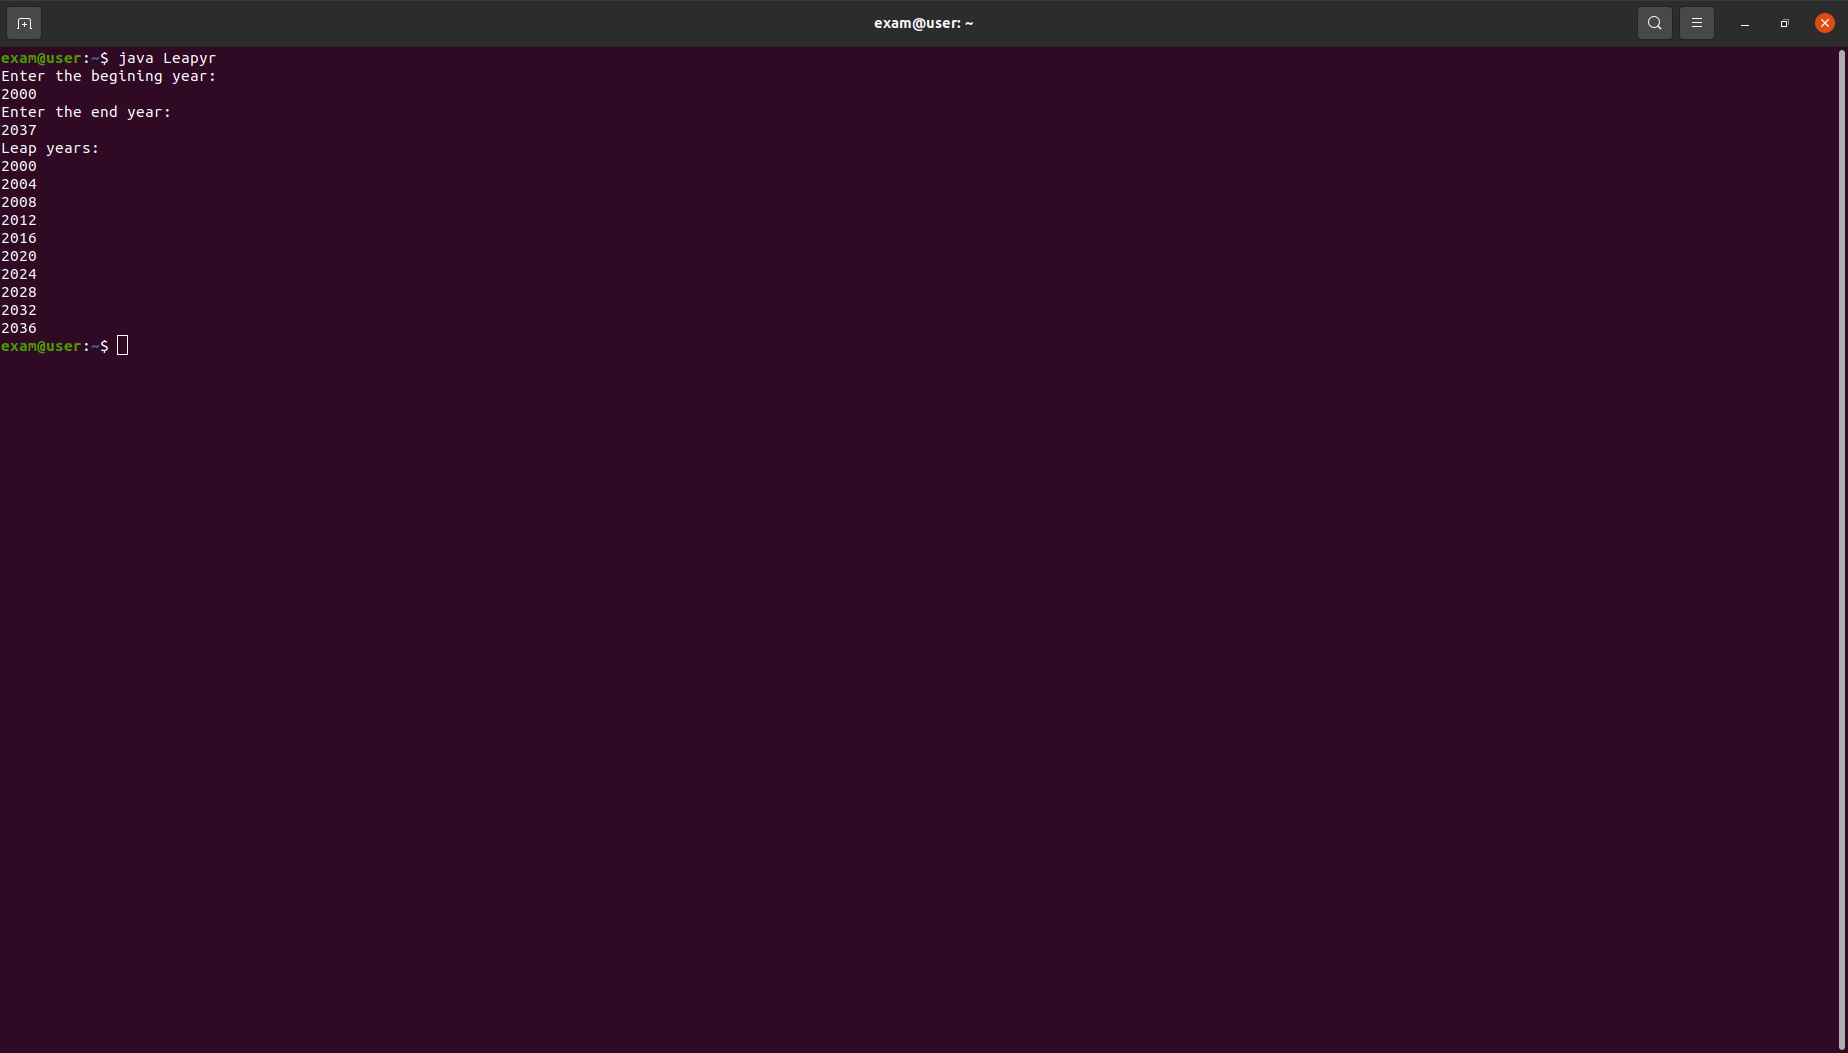 exam@user: ~
exam@user:~$ java Leapyr
Enter the begining year:
2000
Enter the end year:
2037
Leap years:
2000
2004
2008
2012
2016
2020
2024
2028
2032
2036
exam@user:~$